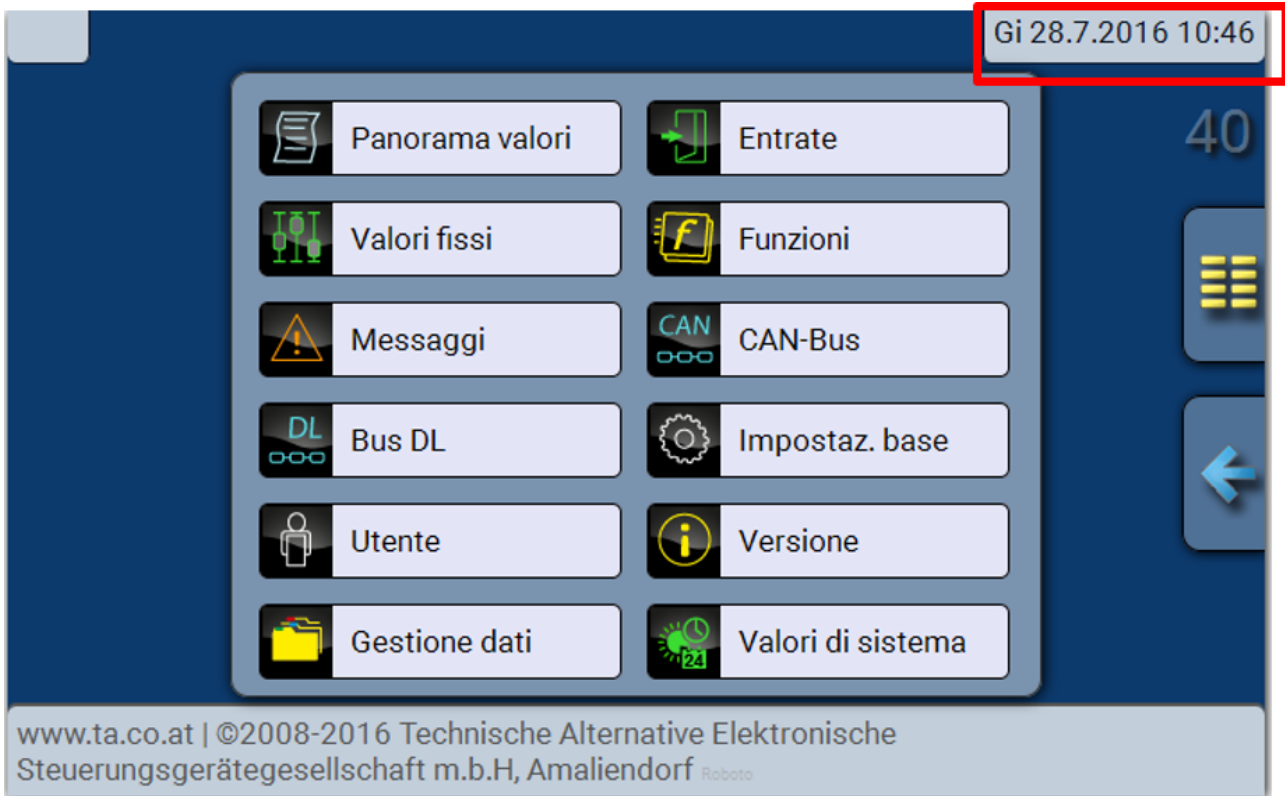 Gi 28.7.2016 10:46
40
Panorama valori
Entrate
Valori fissi
f
Funzioni
Messaggi
CAN
CAN-Bus
DL
Bus DL
Impostaz. base
Utente
i
Versione
Gestione dati
24
Valori di sistema
www.ta.co.at | ©2008-2016 Technische Alternative Elektronische
Steuerungsgerätegesellschaft m.b.H, Amaliendorf Roboto